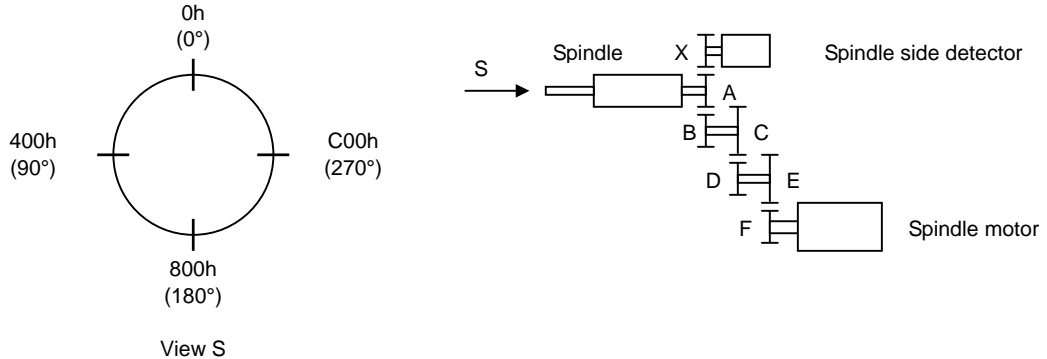 0h
(0°)
400h
(90°)
C00h
(270°)
800h
(180°)
View S
S
Spindle
X
Spindle side detector
A
B
C
D
E
F
Spindle motor